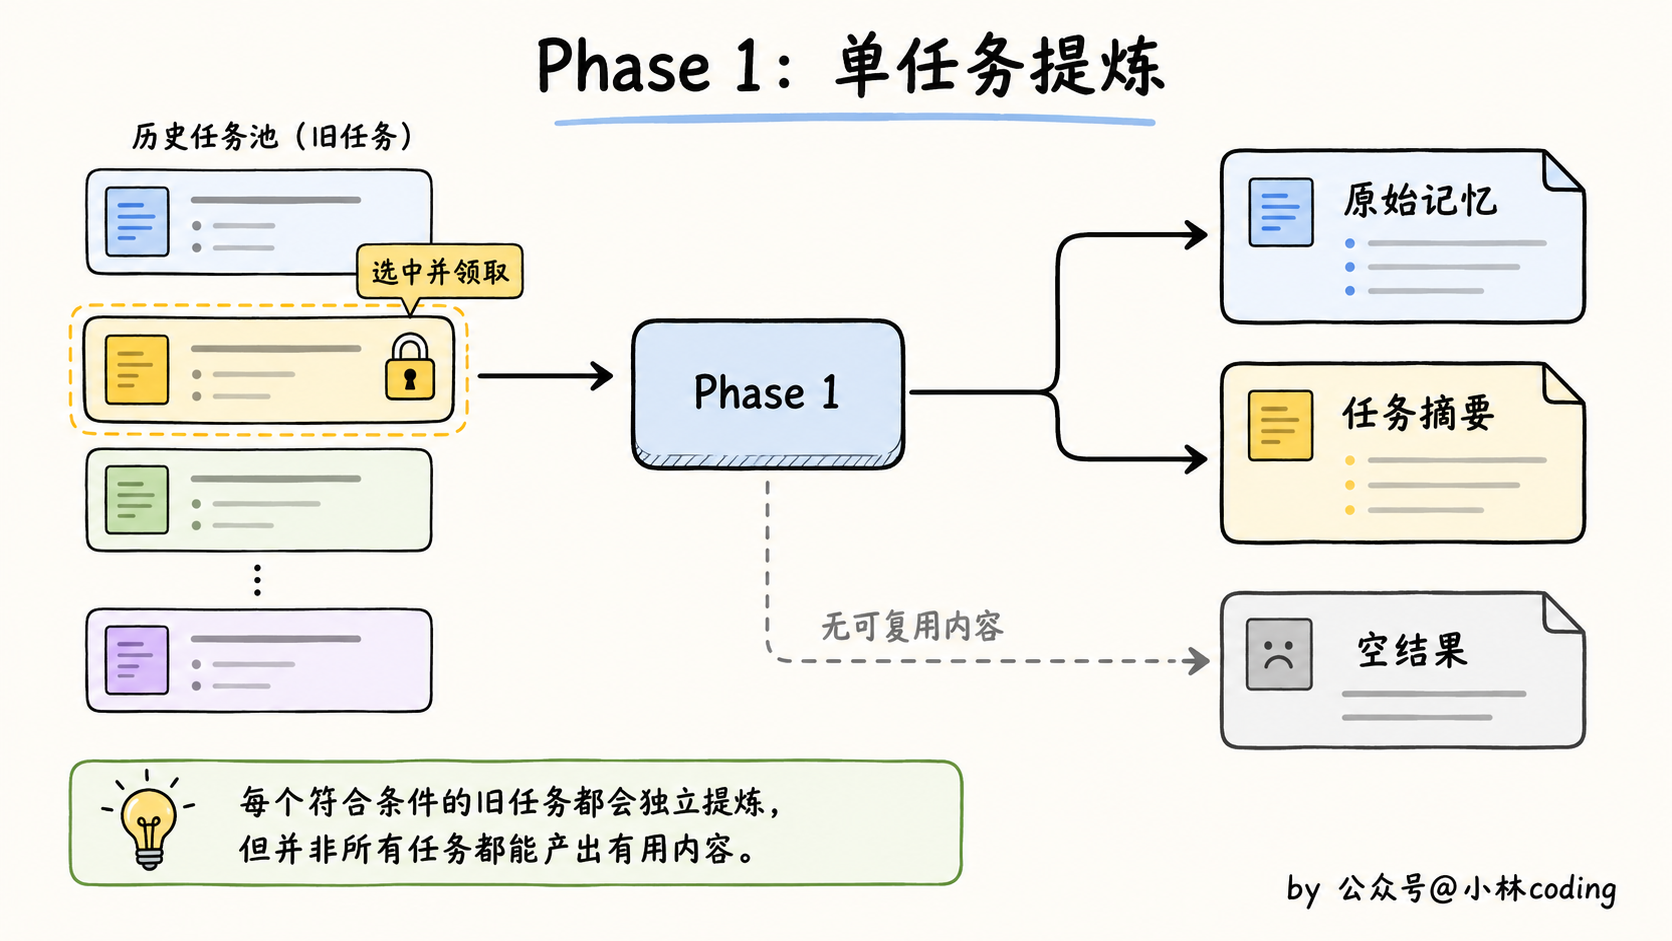 Phase 1：单任务提炼
历史任务池（旧任务）
选中并领取
Phase 1
原始记忆
任务摘要
无可复用内容
空结果
每个符合条件的旧任务都会独立提炼，
但并非所有任务都能产出有用内容。
by 公众号@小林coding